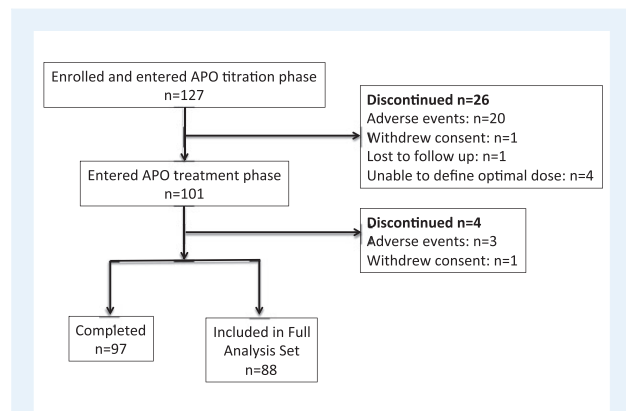 Enrolled and entered APO titration phase
n=127
Discontinued n=26
Adverse events: n=20
Withdrew consent: n=1
Lost to follow up: n=1
Unable to define optimal dose: n=4
Entered APO treatment phase
n=101
Discontinued n=4
Adverse events: n=3
Withdrew consent: n=1
Completed
n=97
Included in Full
Analysis Set
n=88